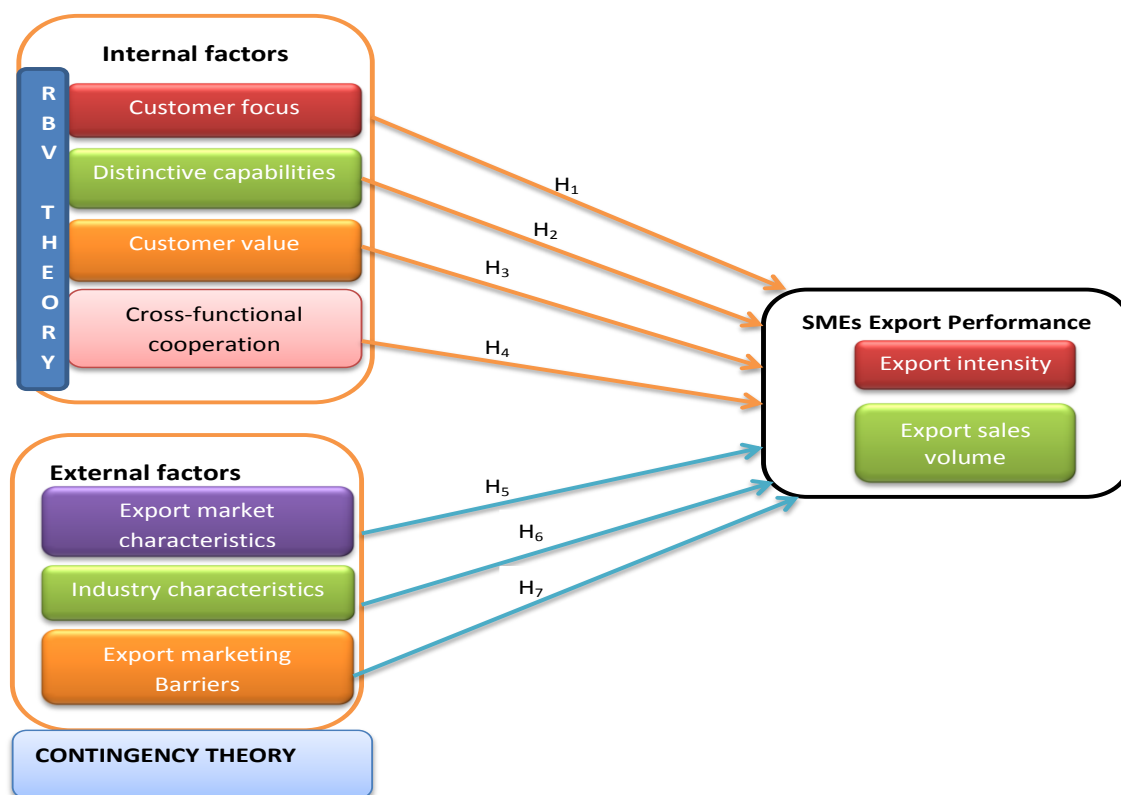 Internal factors
RBV THEORY
Customer focus
Distinctive capabilities
Customer value
Cross-functional
cooperation
H₁
H₂
H₃
H₄
SMEs Export Performance
Export intensity
Export sales
volume
External factors
Export market
characteristics
Industry characteristics
Export marketing
Barriers
H₅
H₆
H₇
CONTINGENCY THEORY